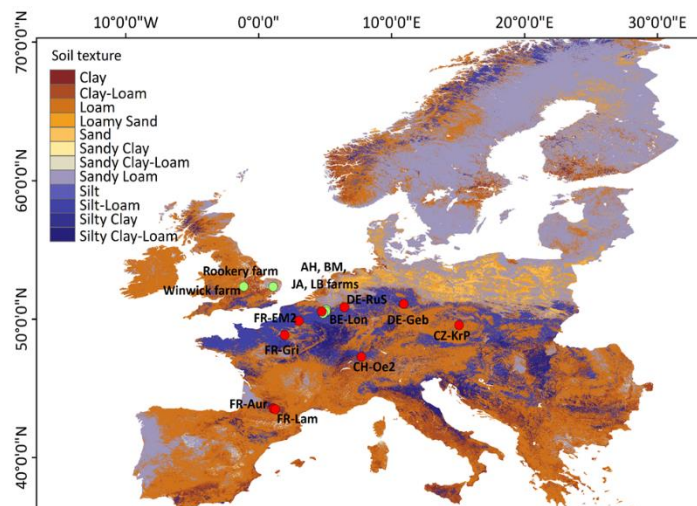 10°0'0"W
0°0'0"
10°0'0"E
20°0'0"E
30°0'0"E
70°0'0"N
60°0'0"N
50°0'0"N
40°0'0"N
Soil texture
Clay
Clay-Loam
Loam
Loamy Sand
Sand
Sandy Clay
Sandy Clay-Loam
Sandy Loam
Silt
Silt-Loam
Silty Clay
Silty Clay-Loam
Rookery farm
Winwick farm
AH, BM,
JA, LB farms
DE-RuS
FR-EM2
BE-Lon
DE-Geb
CZ-KrP
FR-Gri
CH-Oe2
FR-Aur
FR-Lam